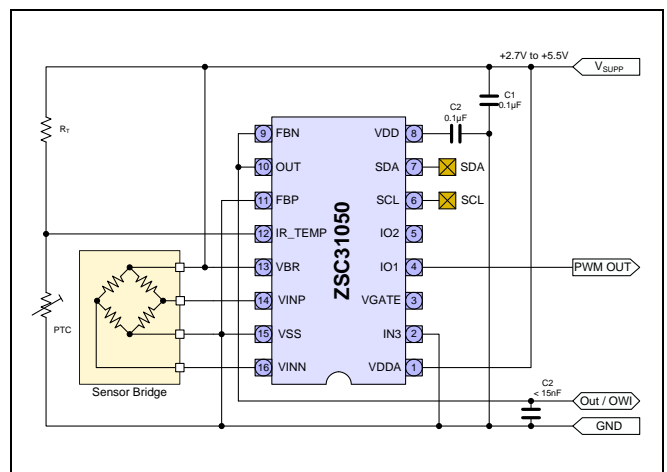 +2.7V to +5.5V
VSUPP
C1
0.1µF
C2
0.1µF
RT
9 FBN
VDD 8
10 OUT
SDA 7
SDA
11 FBP
SCL 6
SCL
12 IR_TEMP
IO2 5
13 VBR
IO1 4
PWM OUT
14 VINP
VGATE 3
15 VSS
IN3 2
16 VINN
VDDA 1
ZSC31050
PTC
Sensor Bridge
C2
< 15nF
Out / OWI
GND